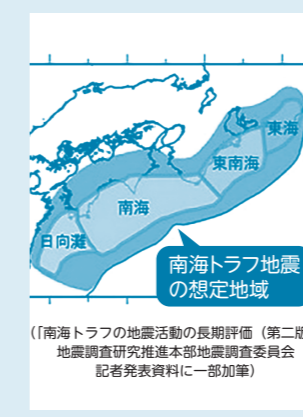 東海
東南海
南海
日向灘
南海トラフ地震
の想定地域
(「南海トラフの地震活動の長期評価（第二版
地震調査研究推進本部地震調査委員会
記者発表資料に一部加筆)